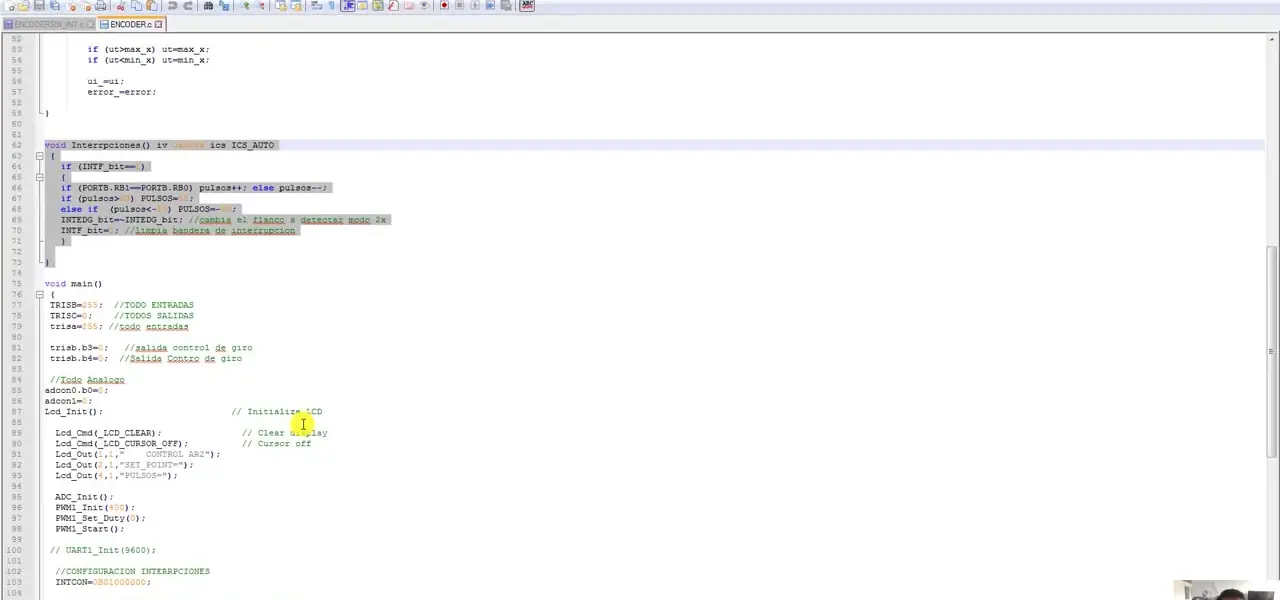 ENCODERSIN_INT.c ENCODER.c
52
53 if (ut>max_x) ut=max_x;
54 if (ut<min_x) ut=min_x;
55
56 ui_=ui;
57 error_=error;
58
59 }
60
61
62 void Interrpciones() iv ics ICS_AUTO
63 {
64 if (INTF_bit== )
65 {
66 if (PORTB.RB1==PORTB.RB0) pulsos++; else pulsos--;
67 if (pulsos> ) PULSOS= ;
68 else if (pulsos<- ) PULSOS=- ;
69 INTEDG_bit=~INTEDG_bit; //cambia el flanco a detectar modo 2x
70 INTF_bit= ; //limpia bandera de interrupcion
71 }
72
73 }
74
75 void main()
76 {
77 TRISB=255; //TODO ENTRADAS
78 TRISC=0; //TODOS SALIDAS
79 trisa=255; //todo entradas
80
81 trisb.b3=0; //salida control de giro
82 trisb.b4=0; //Salida Contro de giro
83
84 //Todo Analogo
85 adcon0.b0=0;
86 adcon1=0;
87 Lcd_Init(); // Initialize LCD
88
89 Lcd_Cmd(_LCD_CLEAR); // Clear display
90 Lcd_Cmd(_LCD_CURSOR_OFF); // Cursor off
91 Lcd_Out(1,1," CONTROL ARZ");
92 Lcd_Out(2,1,"SET_POINT=");
93 Lcd_Out(4,1,"PULSOS=");
94
95 ADC_Init();
96 PWM1_Init(400);
97 PWM1_Set_Duty(0);
98 PWM1_Start();
99
100 // UART1_Init(9600);
101
102 //CONFIGURACION INTERRPCIONES
103 INTCON=0B01000000;
104